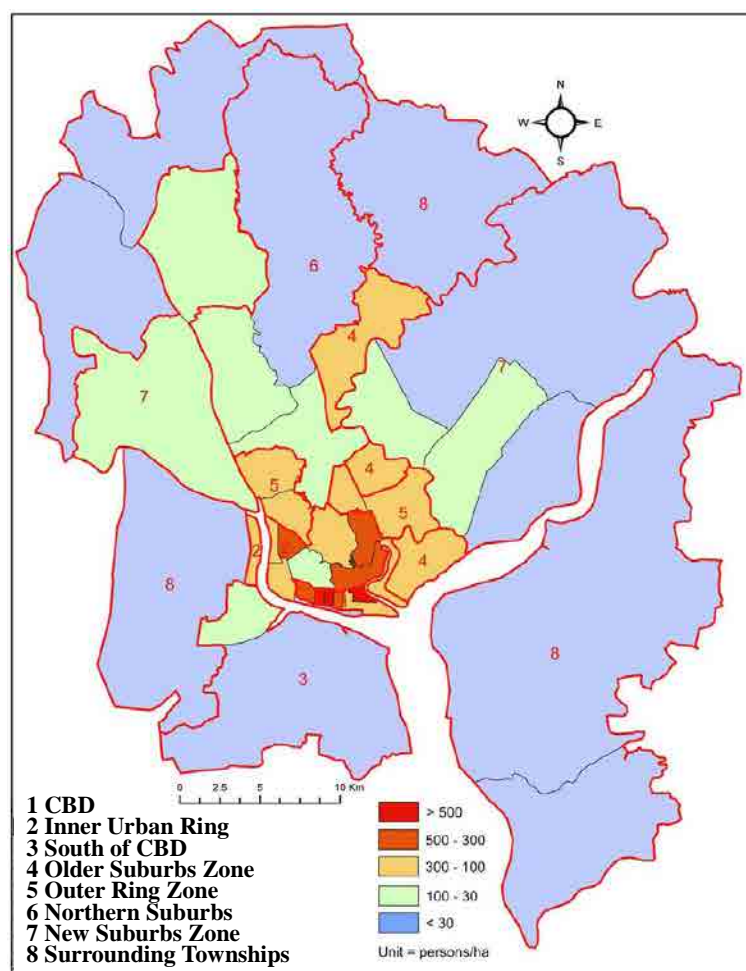 N
W E
S
8
6
4
7
7
4
5
5
2
4
8
8
3
0 2.5 5 10 Km
1 CBD
2 Inner Urban Ring
3 South of CBD
4 Older Suburbs Zone
5 Outer Ring Zone
6 Northern Suburbs
7 New Suburbs Zone
8 Surrounding Townships
> 500
500 - 300
300 - 100
100 - 30
< 30
Unit = persons/ha